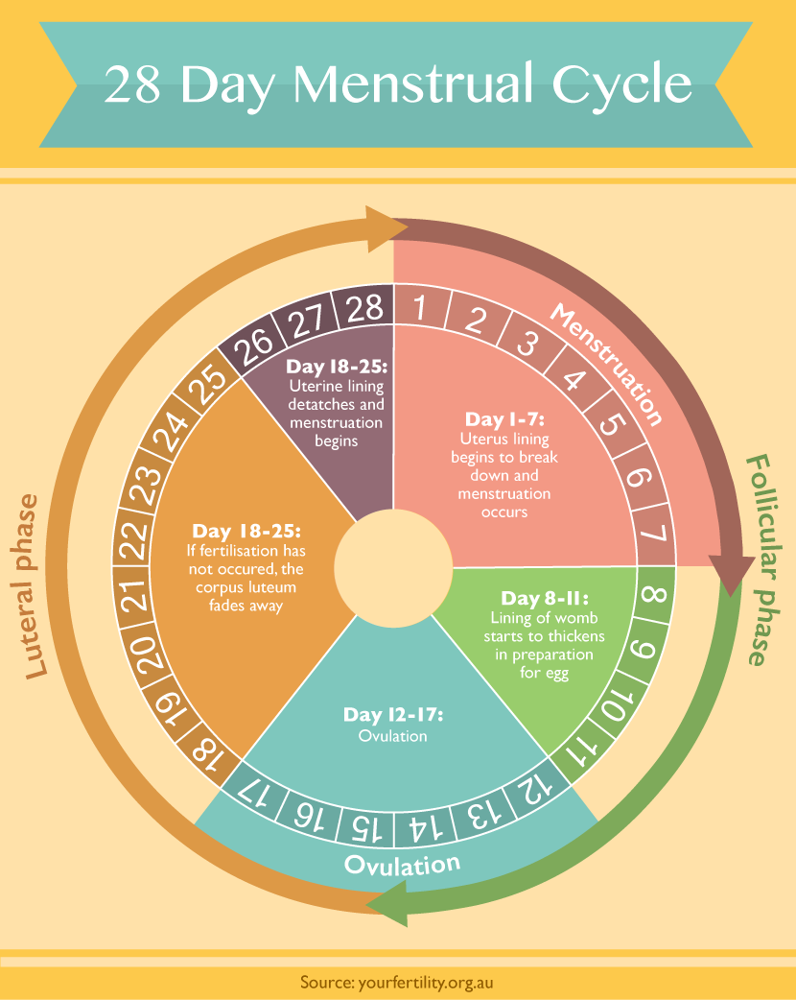 28 Day Menstrual Cycle
1
2
3
4
5
6
7
8
9
10
11
12
13
14
15
16
17
18
19
20
21
22
23
24
25
26
27
28
Menstruation
Follicular phase
Ovulation
Luteral phase
Day 1-7:
Uterus lining
begins to break
down and
menstruation
occurs
Day 8-11:
Lining of womb
starts to thickens
in preparation
for egg
Day 12-17:
Ovulation
Day 18-25:
If fertilisation has
not occured, the
corpus luteum
fades away
Day 18-25:
Uterine lining
detatches and
menstruation
begins
Source: yourfertility.org.au